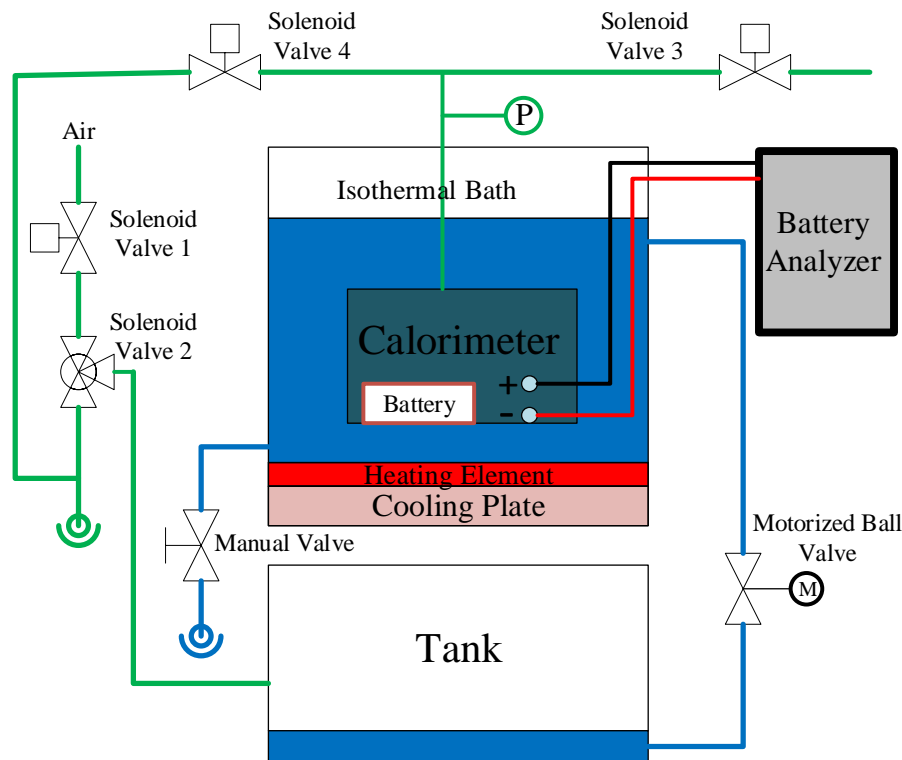 Solenoid
Valve 4
Solenoid
Valve 3
P
Air
Isothermal Bath
Solenoid
Valve 1
Battery
Analyzer
Solenoid
Valve 2
Calorimeter
+
Battery
-
Heating Element
Cooling Plate
Manual Valve
Motorized Ball
Valve
M
Tank